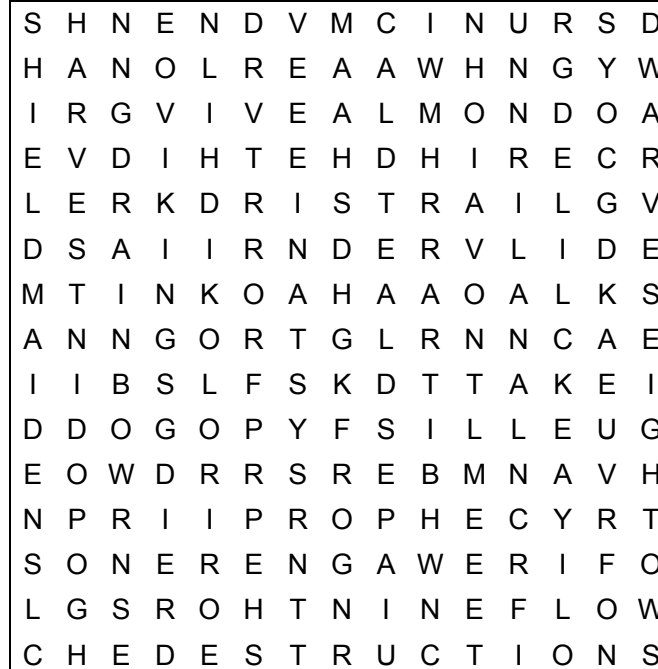 S H N E N D V M C I N U R S D
H A N O L R E A A W H N G Y W
I R G V I V E A L M O N D O A
E V D I H T E H D H I R E C R
L E R K D R I S T R A I L G V
D S A I I R N D E R V L I D E
M T I N K O A H A A O A L K S
A N N G O R T G L R N N C A E
I I B S L F S K D T T A K E I
D D O G O P Y F S I L L E U G
E O W D R R S R E B M N A V H
N P R I I P R O P H E C Y R T
S O N E R E N G A W E R I F O
L G S R O H T N I N E F L O W
C H E D E S T R U C T I O N S